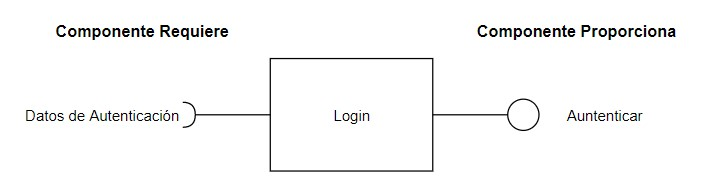 Componente Requiere
Componente Proporciona
Datos de Autenticación
Login
Auntenticar